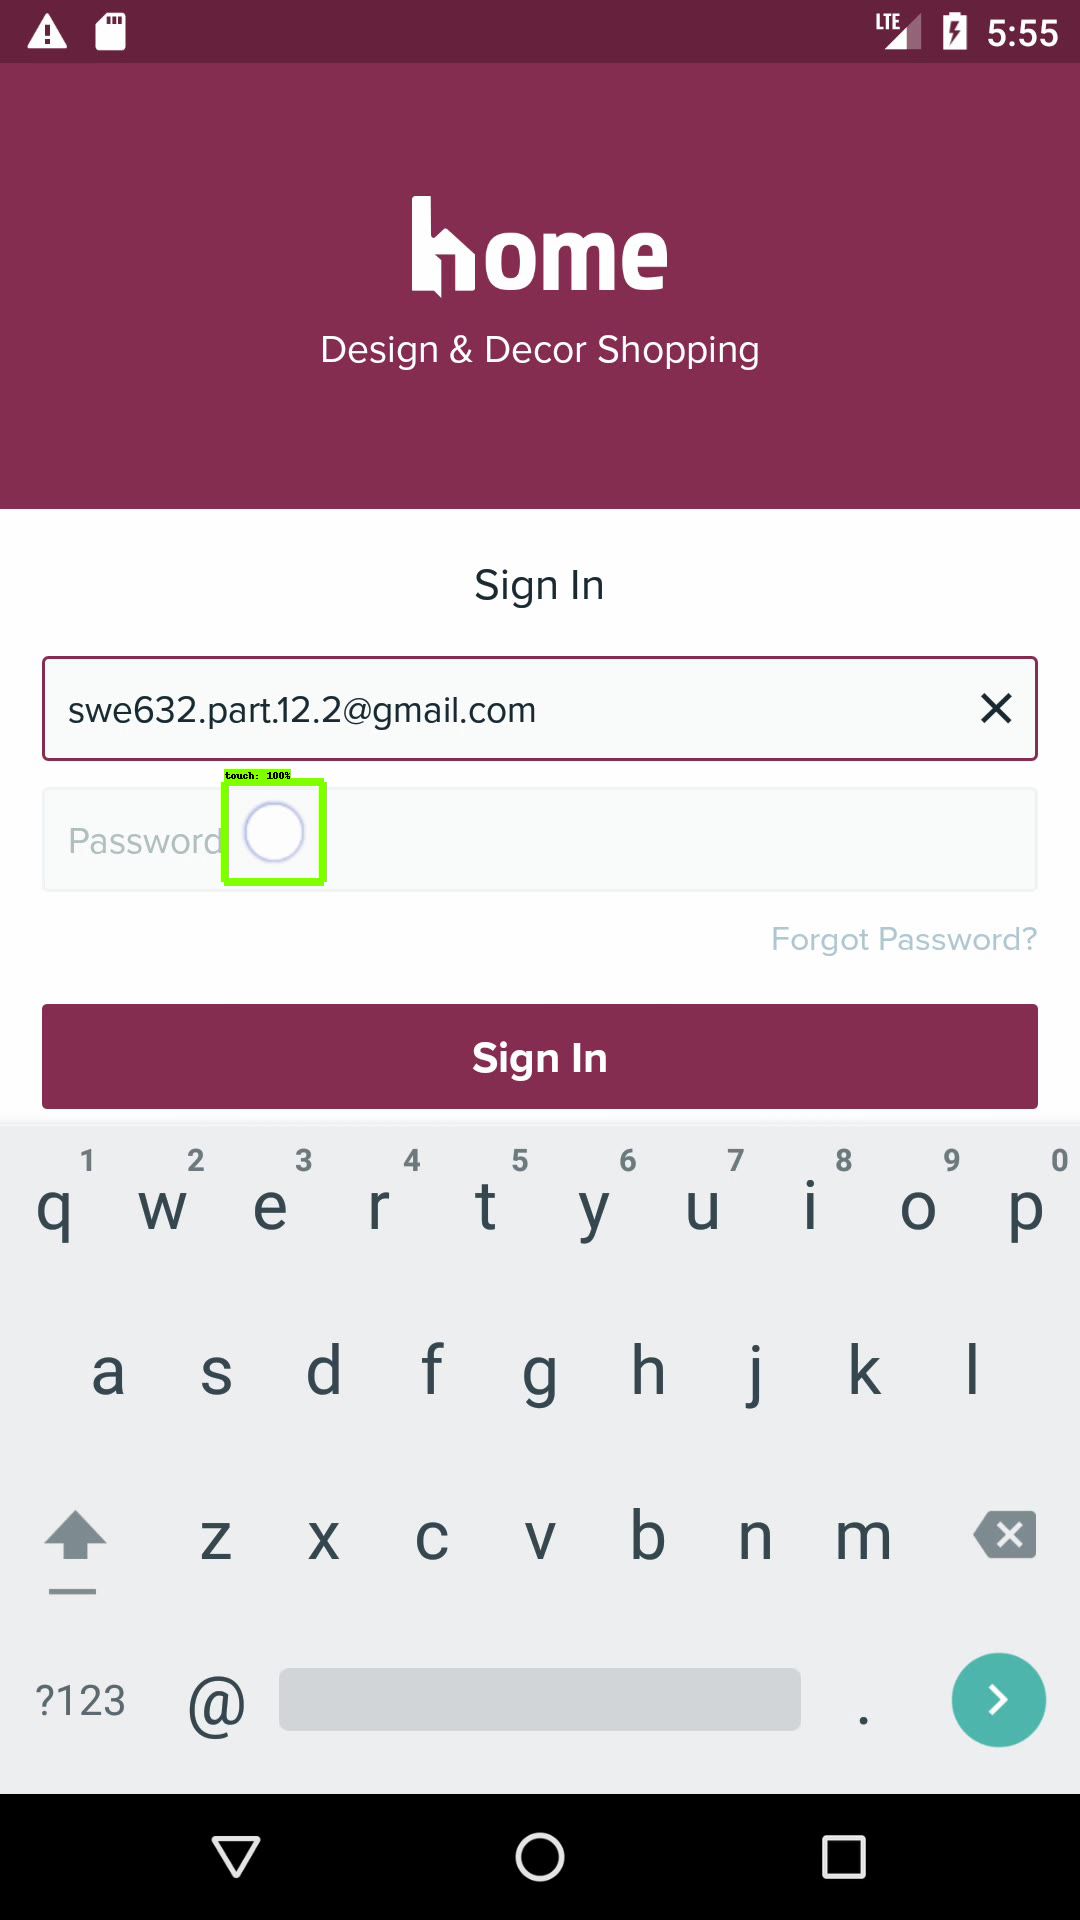 LTE 5:55
home
Design & Decor Shopping
Sign In
swe632.part.12.2@gmail.com
touch: 100%
Password
Forgot Password?
Sign In
1 2 3 4 5 6 7 8 9 0
q w e r t y u i o p
a s d f g h j k l
z x c v b n m
?123 @ .